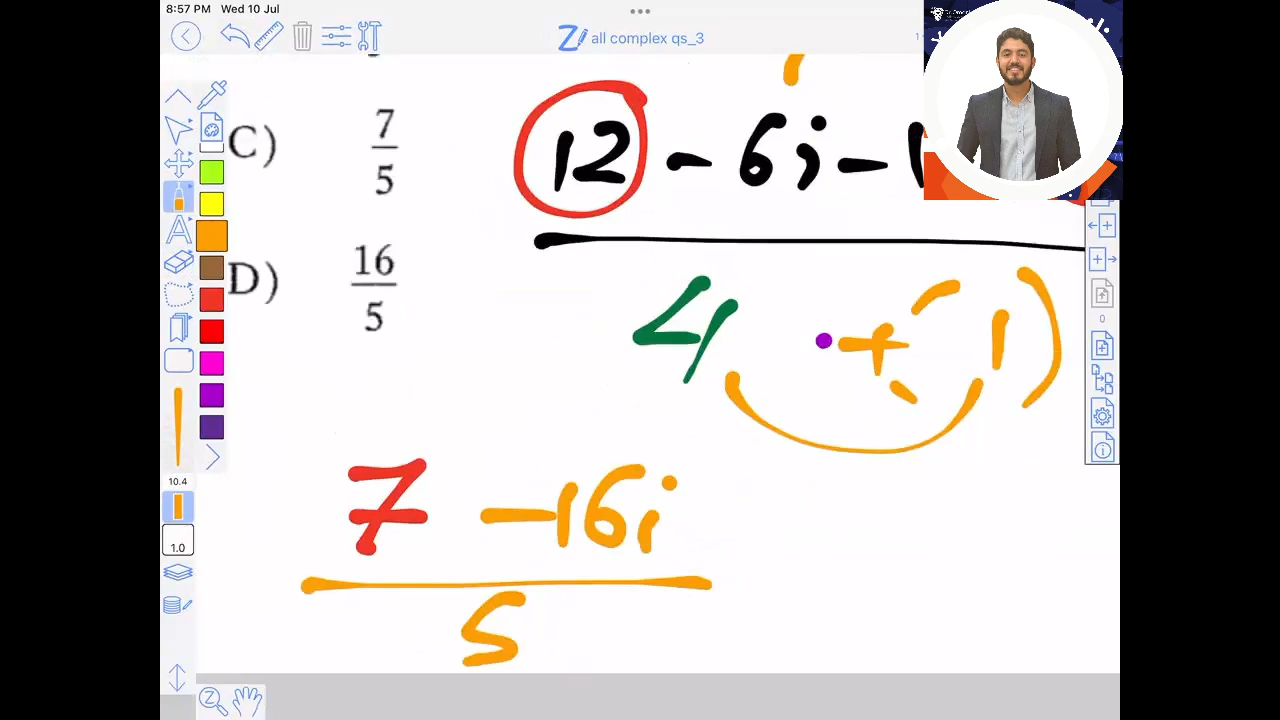 8:57 PM Wed 10 Jul
all complex qs_3
C) 7/5
12 - 6i - 1
D) 16/5
4 + 1)
7 - 16i
5
10.4
1.0
0